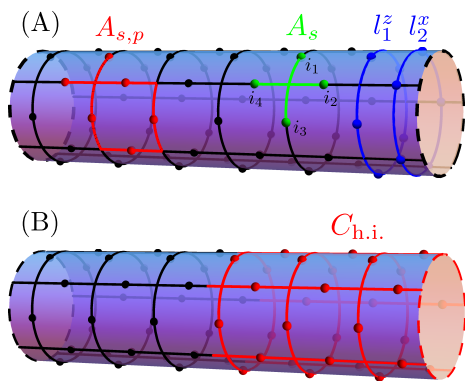 (A) A_{s,p} A_s l_1^z l_2^x
i_1
i_4 i_2
i_3
(B) C_{h.i.}